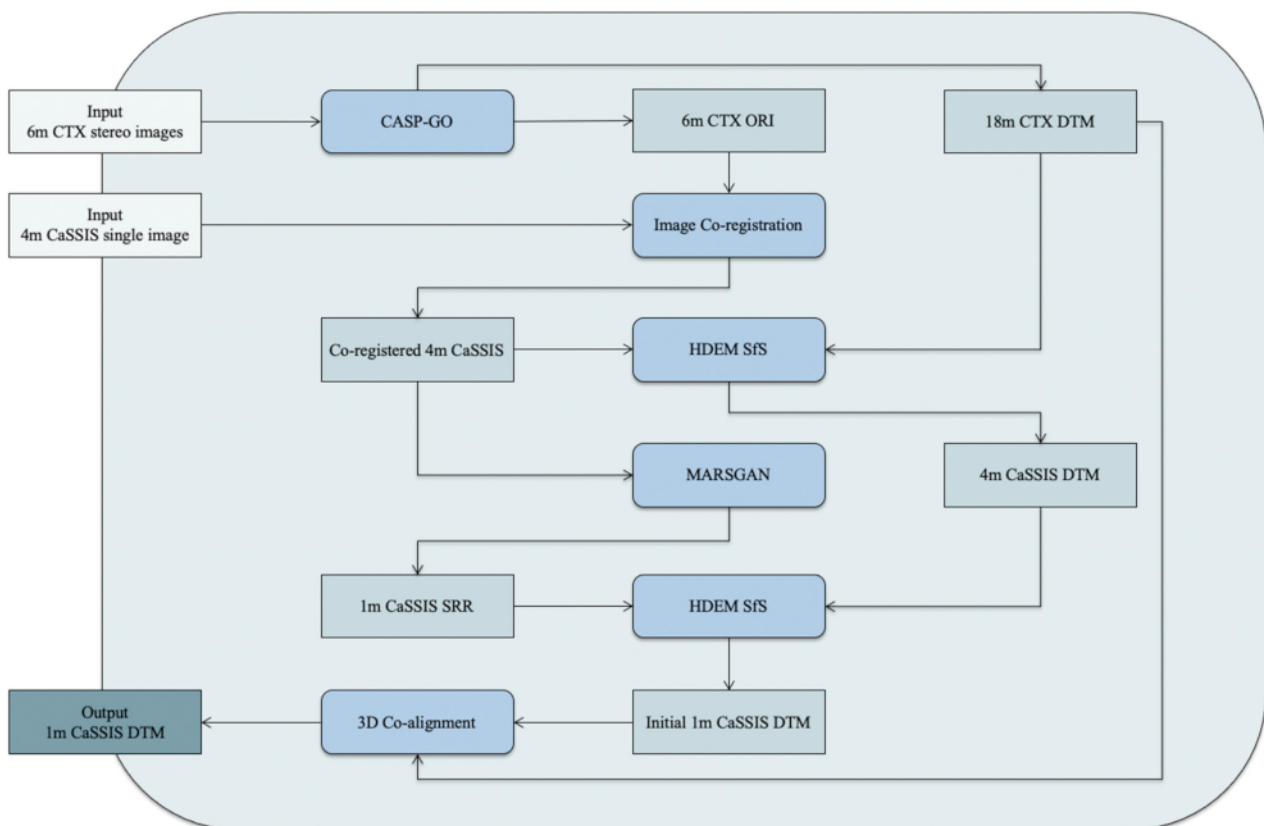 Input
6m CTX stereo images
CASP-GO
6m CTX ORI
18m CTX DTM
Input
4m CaSSIS single image
Image Co-registration
Co-registered 4m CaSSIS
HDEM SfS
MARSGAN
4m CaSSIS DTM
1m CaSSIS SRR
HDEM SfS
Output
1m CaSSIS DTM
3D Co-alignment
Initial 1m CaSSIS DTM